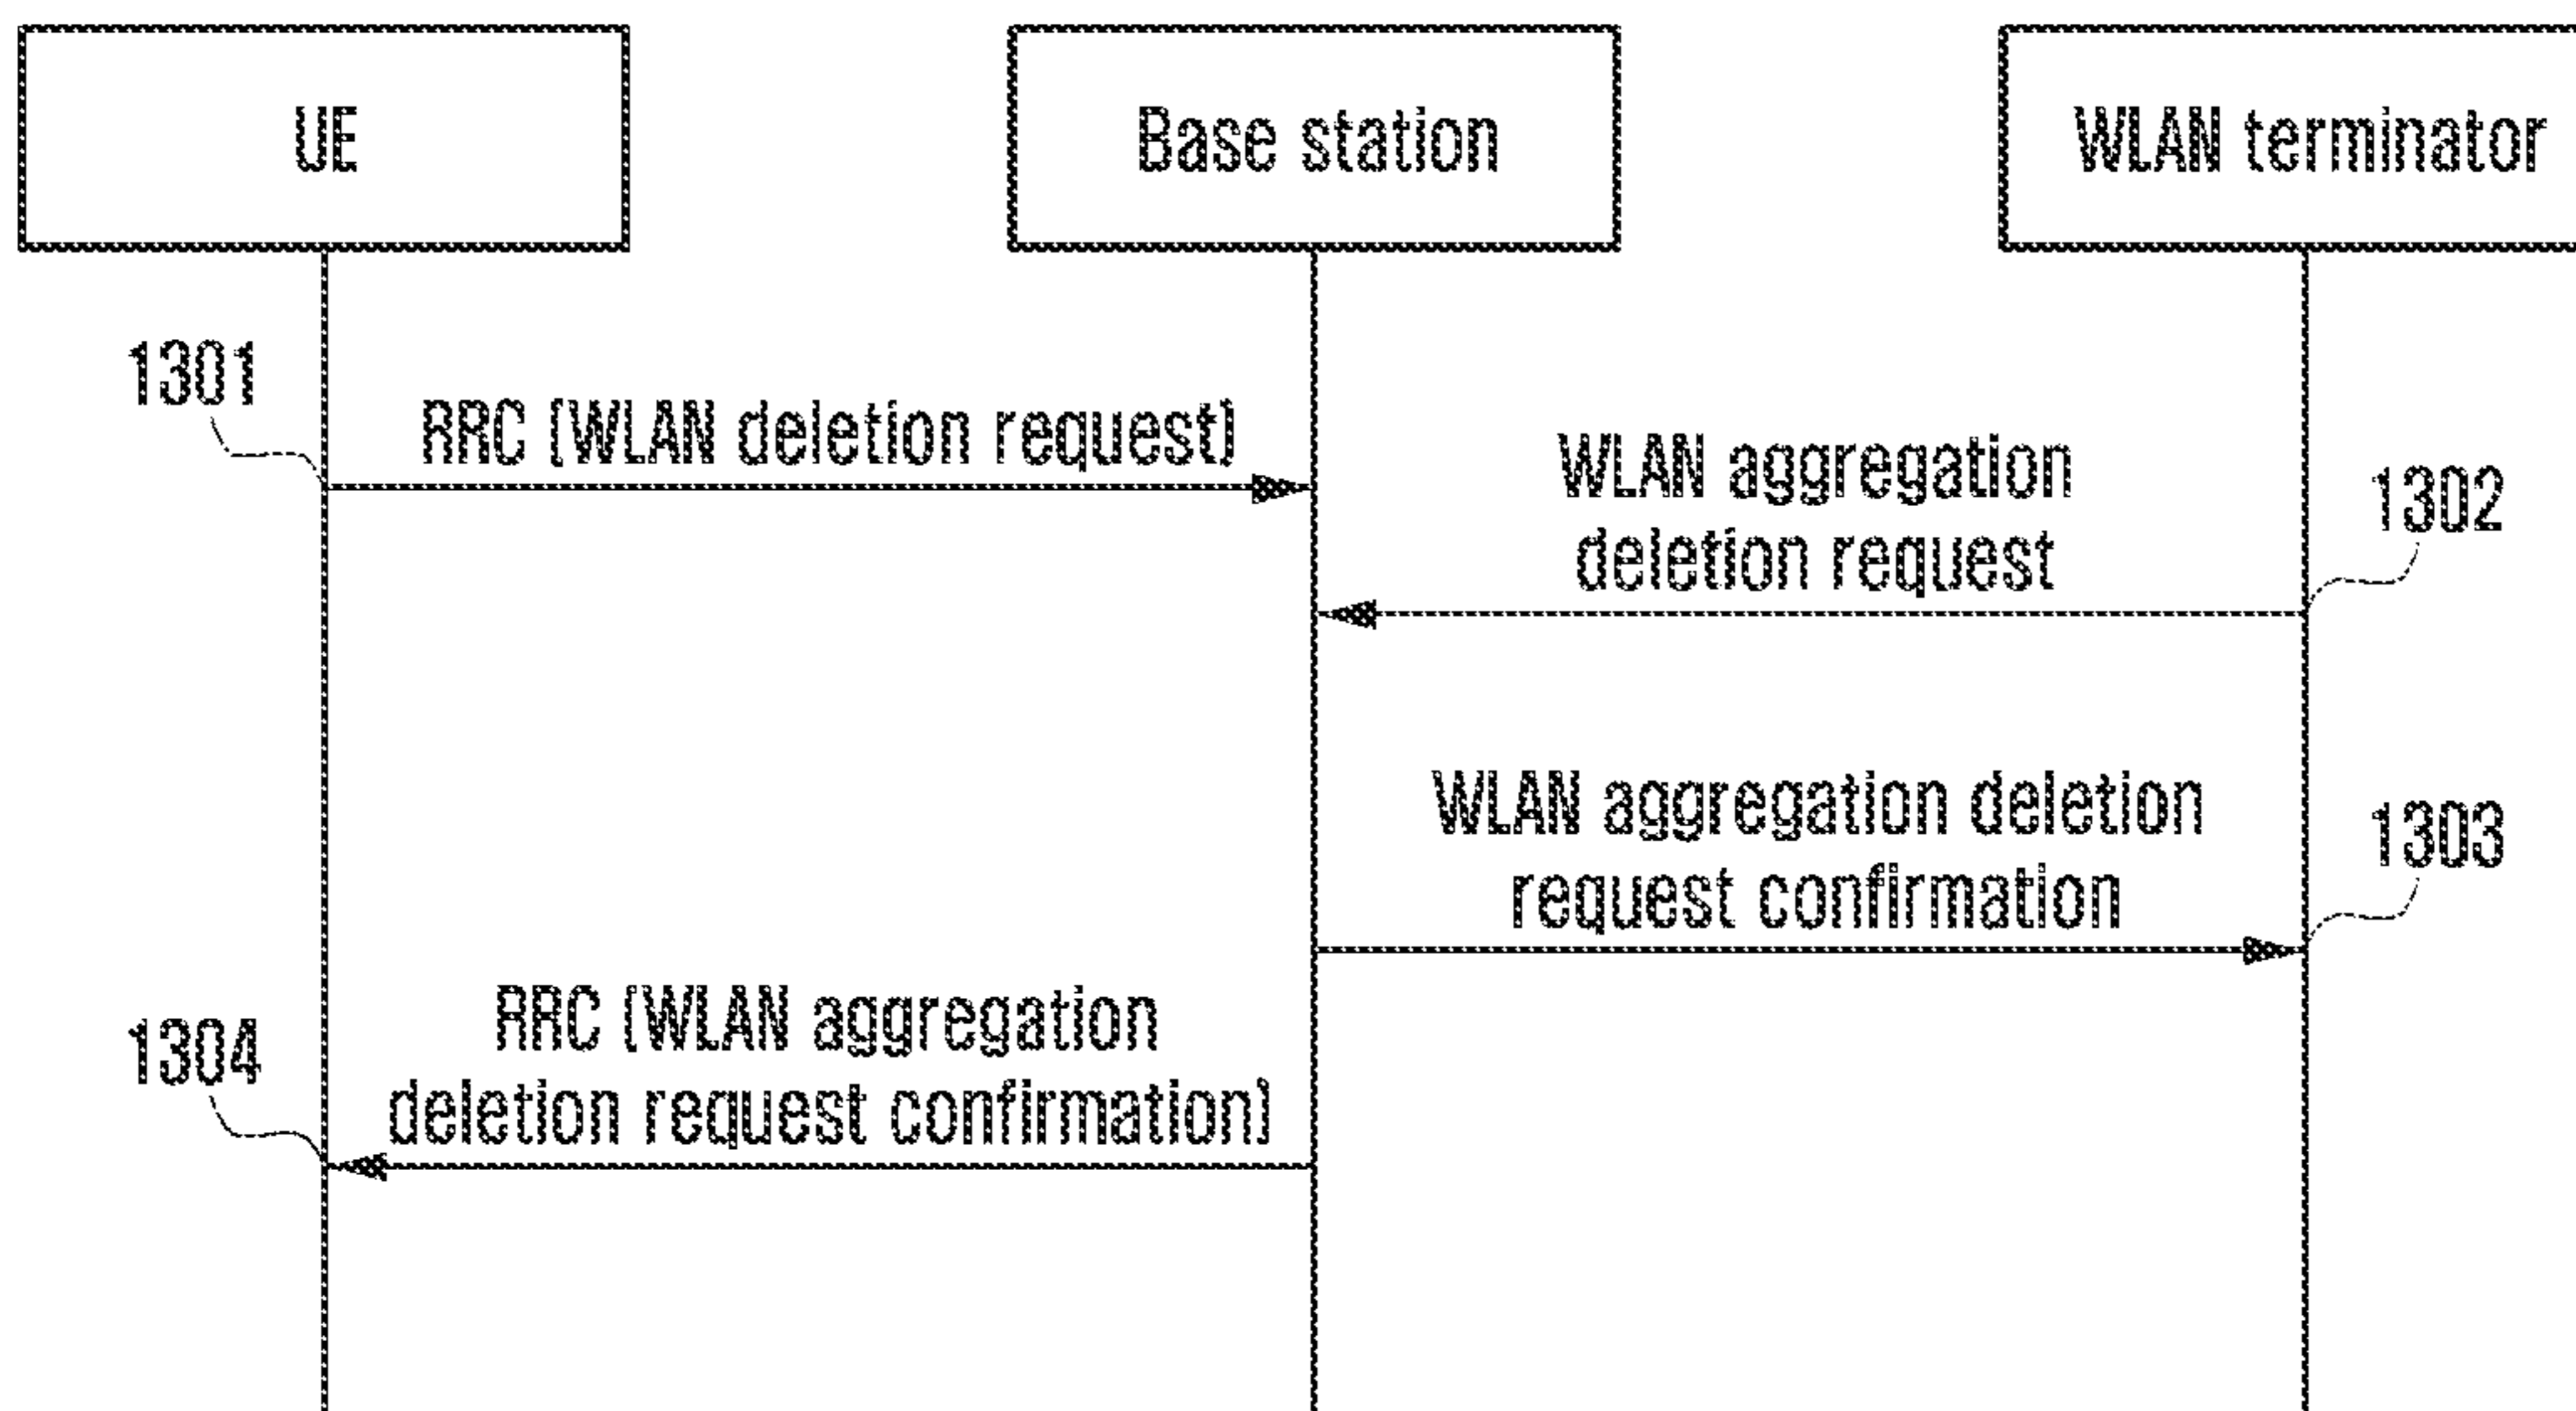 UE
Base station
WLAN terminator
1301
RRC (WLAN deletion request)
WLAN aggregation
deletion request
1302
WLAN aggregation deletion
request confirmation
1303
RRC (WLAN aggregation
deletion request confirmation)
1304